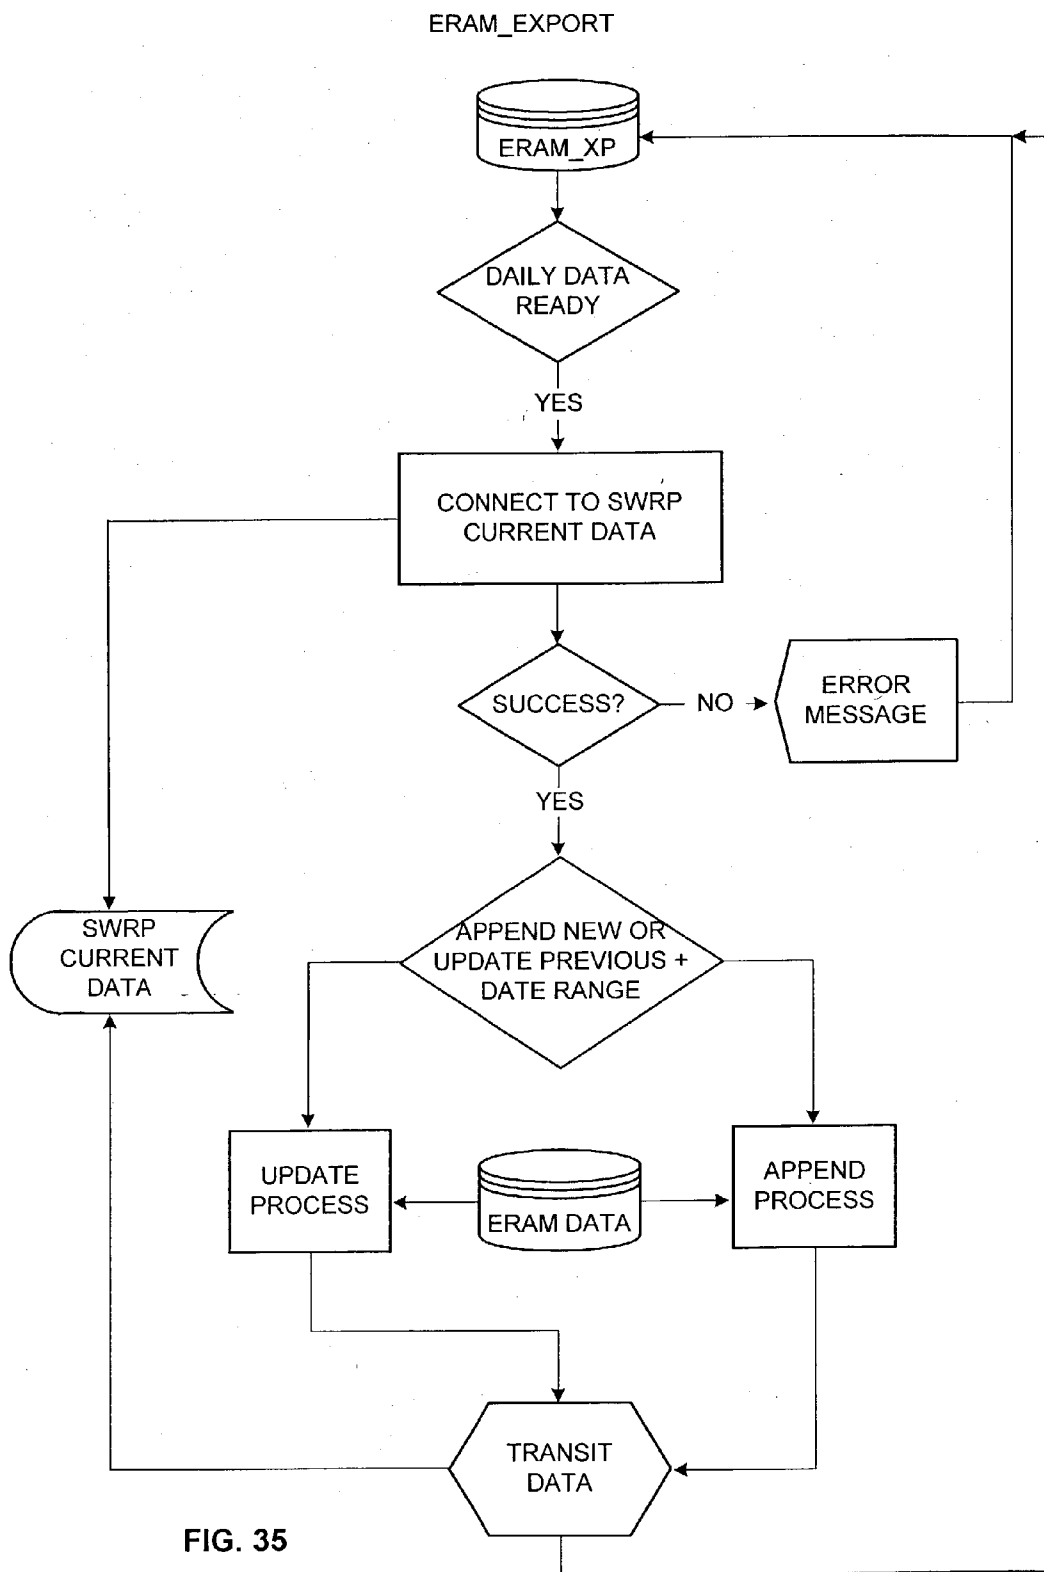 ERAM_EXPORT
ERAM_XP
DAILY DATA
READY
YES
CONNECT TO SWRP
CURRENT DATA
SUCCESS?
NO
ERROR
MESSAGE
YES
SWRP
CURRENT
DATA
APPEND NEW OR
UPDATE PREVIOUS +
DATE RANGE
UPDATE
PROCESS
ERAM DATA
APPEND
PROCESS
TRANSIT
DATA
FIG. 35